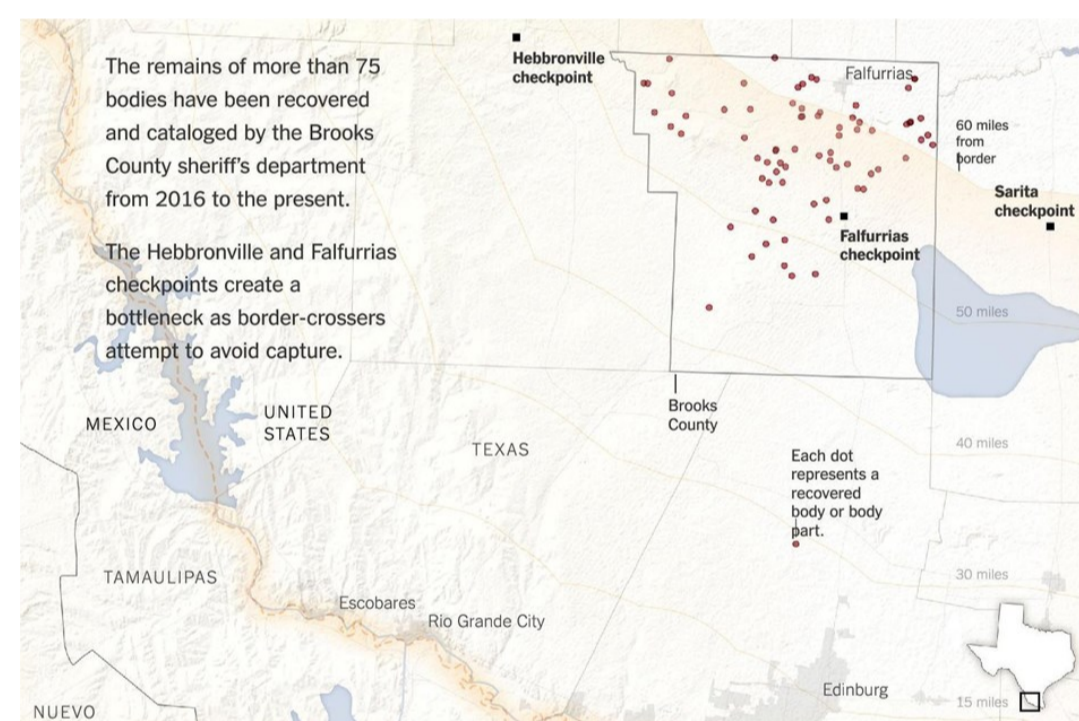 The remains of more than 75
bodies have been recovered
and cataloged by the Brooks
County sheriff's department
from 2016 to the present.
The Hebbronville and Falfurrias
checkpoints create a
bottleneck as border-crossers
attempt to avoid capture.
Hebbronville
checkpoint
Falfurrias
60 miles
from
border
Sarita
checkpoint
Falfurrias
checkpoint
50 miles
Brooks
County
MEXICO
UNITED
STATES
TEXAS
40 miles
Each dot
represents a
recovered
body or body
part.
30 miles
TAMAULIPAS
Escobares
Rio Grande City
Edinburg
15 miles
NUEVO